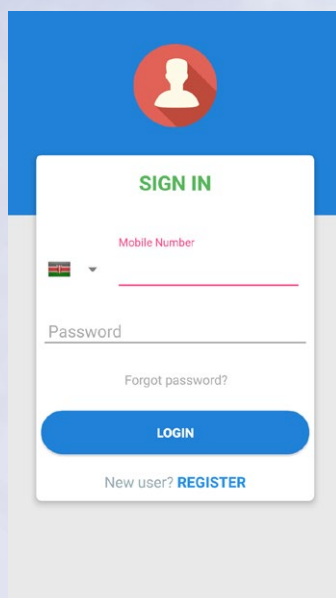 SIGN IN
Mobile Number
Password
Forgot password?
LOGIN
New user? REGISTER